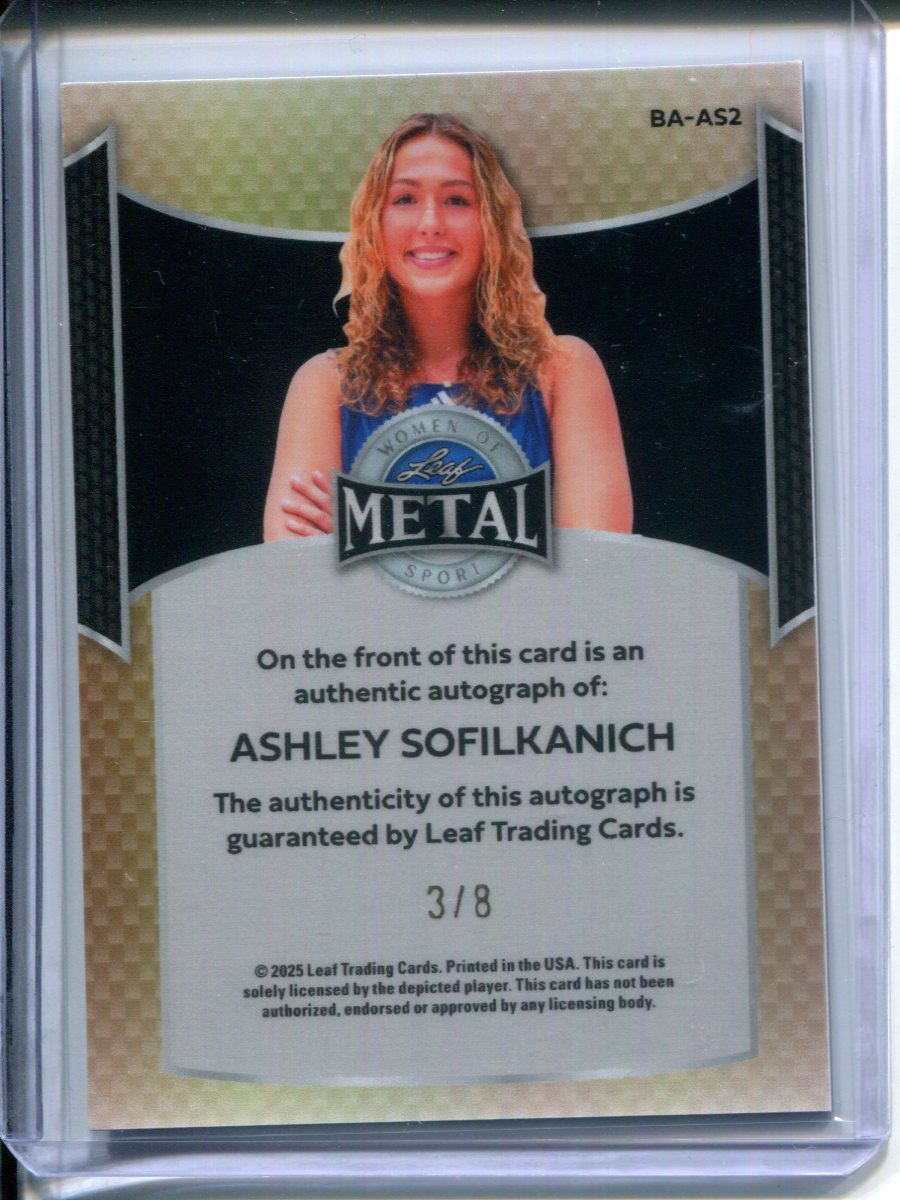 BA-AS2
WOMEN OF
Leaf
METAL
SPORT
On the front of this card is an
authentic autograph of:
ASHLEY SOFILKANICH
The authenticity of this autograph is
guaranteed by Leaf Trading Cards.
3/8
© 2025 Leaf Trading Cards. Printed in the USA. This card is
solely licensed by the depicted player. This card has not been
authorized, endorsed or approved by any licensing body.